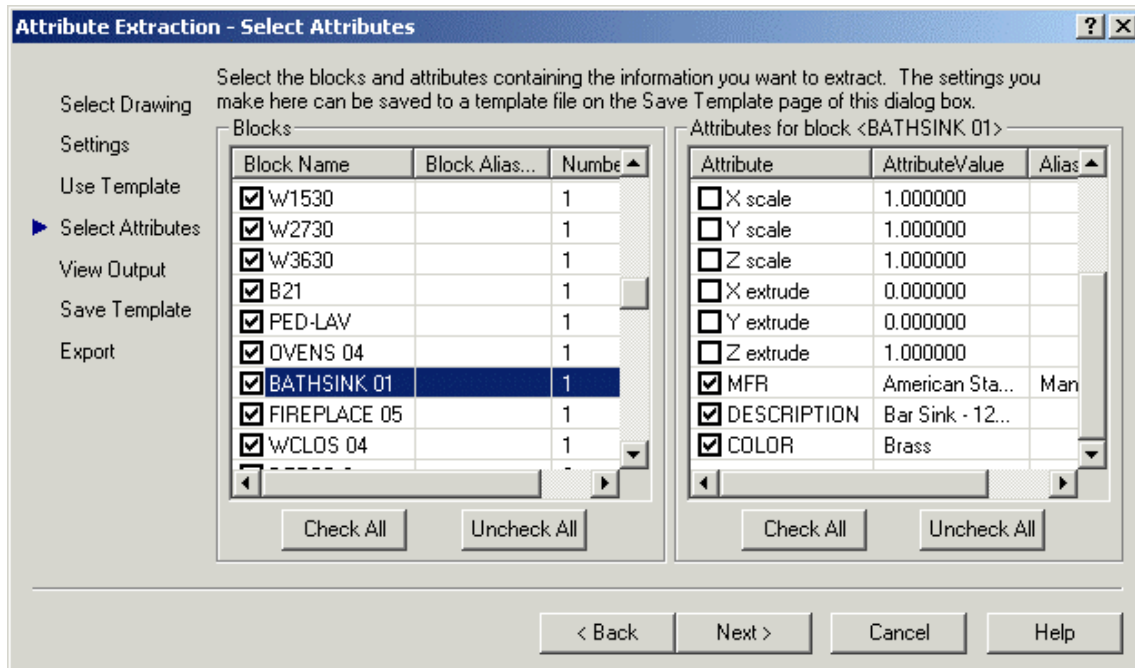 Attribute Extraction - Select Attributes
Select the blocks and attributes containing the information you want to extract.  The settings you
make here can be saved to a template file on the Save Template page of this dialog box.
Select Drawing
Settings
Use Template
Select Attributes
View Output
Save Template
Export
Blocks
Block Name Block Alias... Numbe
W1530 1
W2730 1
W3630 1
B21 1
PED-LAV 1
OVENS 04 1
BATHSINK 01 1
FIREPLACE 05 1
WCLOS 04 1
Check All Uncheck All
Attributes for block <BATHSINK 01>
Attribute AttributeValue Alias
X scale 1.000000
Y scale 1.000000
Z scale 1.000000
X extrude 0.000000
Y extrude 0.000000
Z extrude 1.000000
MFR American Sta... Man
DESCRIPTION Bar Sink - 12...
COLOR Brass
Check All Uncheck All
< Back Next > Cancel Help